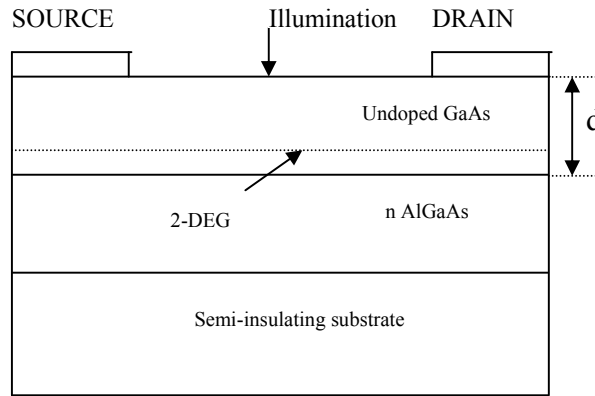 SOURCE Illumination DRAIN
Undoped GaAs
d
2-DEG
n AlGaAs
Semi-insulating substrate